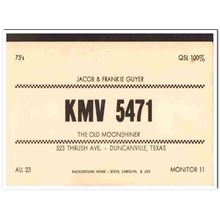 73's
QSL 100%
JACOB & FRANKIE GUYER
KMV 5471
THE OLD MOONSHINER
523 THRUSH AVE. - DUNCANVILLE, TEXAS
ALL 23
BACKGROUND NOISE - STEVE, CAROLYN, & JOE
MONITOR 11